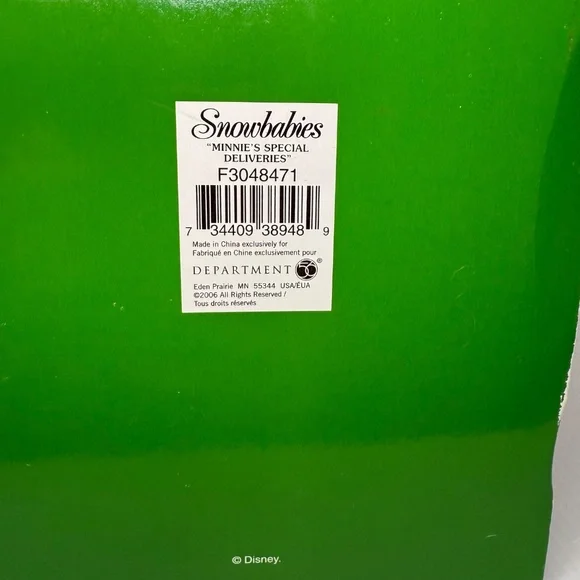 Snowbabies
"MINNIE'S SPECIAL
DELIVERIES"
F3048471
7 34409 38948 9
Made in China exclusively for
Fabriqué en Chine exclusivement pour
DEPARTMENT 56®
Eden Prairie MN 55344 USA/ÉUA
©2006 All Rights Reserved /
Tous droits réservés
© Disney.